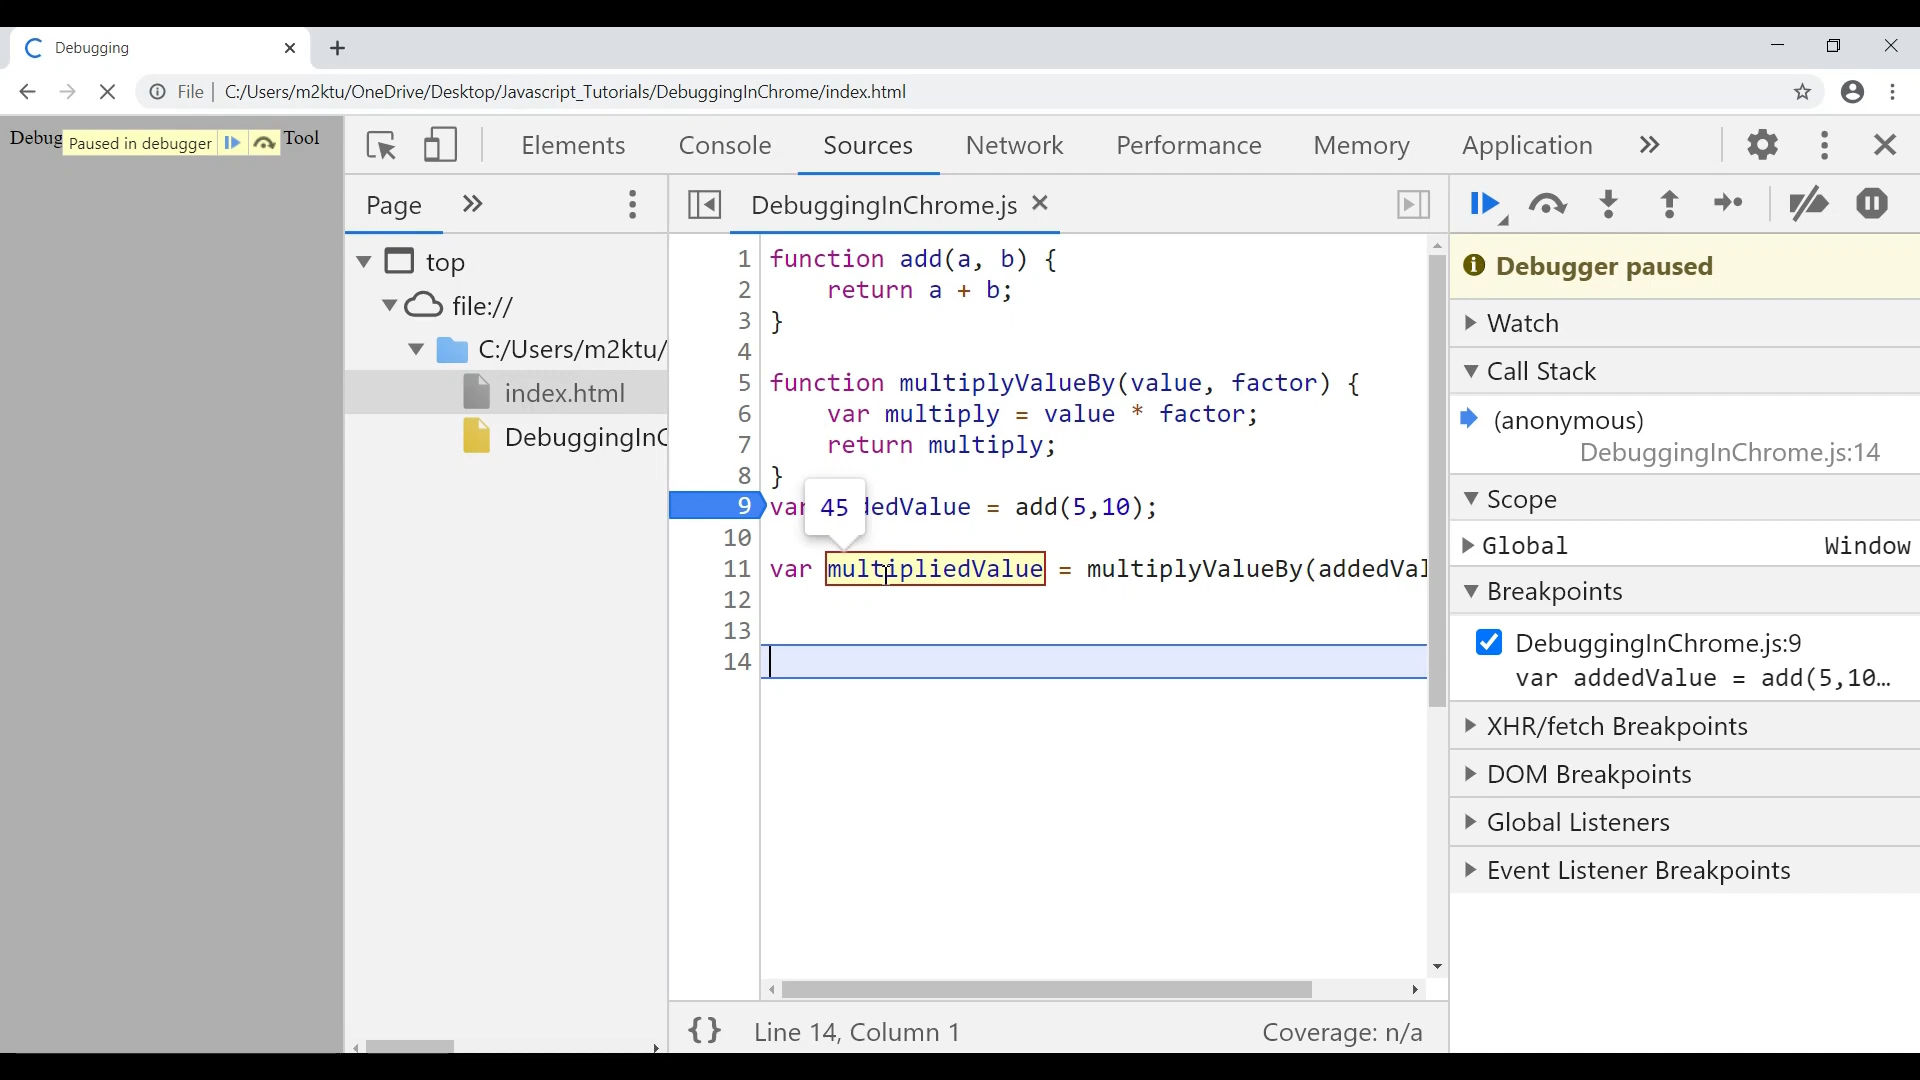 Debugging
File | C:/Users/m2ktu/OneDrive/Desktop/Javascript_Tutorials/DebuggingInChrome/index.html
Debug
Paused in debugger
Tool
Elements Console Sources Network Performance Memory Application
Page
DebuggingInChrome.js
top
file://
C:/Users/m2ktu/
index.html
DebuggingInC
1 function add(a, b) {
2 return a + b;
3 }
4
5 function multiplyValueBy(value, factor) {
6 var multiply = value * factor;
7 return multiply;
8 }
9 var dedValue = add(5,10);
45
10
11 var multipliedValue = multiplyValueBy(addedVal
12
13
14
{} Line 14, Column 1 Coverage: n/a
Debugger paused
Watch
Call Stack
(anonymous)
DebuggingInChrome.js:14
Scope
Global Window
Breakpoints
DebuggingInChrome.js:9
var addedValue = add(5,10…
XHR/fetch Breakpoints
DOM Breakpoints
Global Listeners
Event Listener Breakpoints